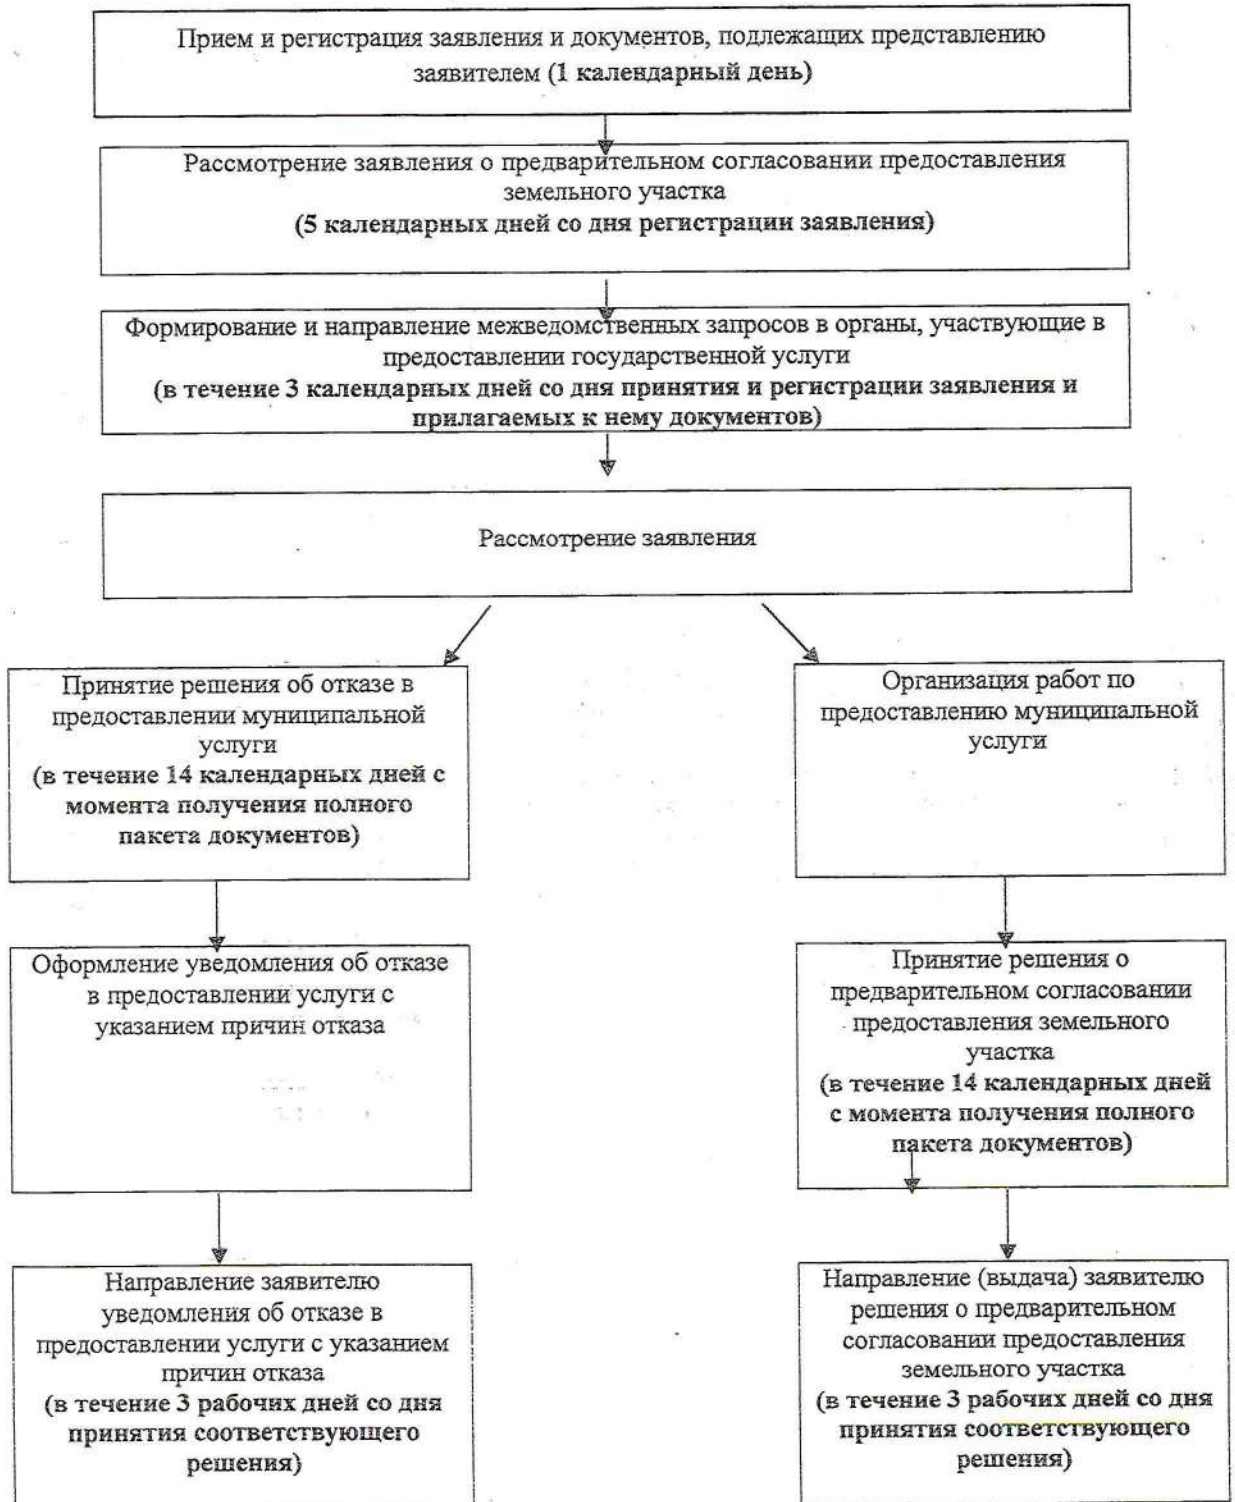 Прием и регистрация заявления и документов, подлежащих представлению
заявителем (1 календарный день)
Рассмотрение заявления о предварительном согласовании предоставления
земельного участка
(5 календарных дней со дня регистрации заявления)
Формирование и направление межведомственных запросов в органы, участвующие в
предоставлении государственной услуги
(в течение 3 календарных дней со дня принятия и регистрации заявления и
прилагаемых к нему документов)
Рассмотрение заявления
Принятие решения об отказе в
предоставлении муниципальной
услуги
(в течение 14 календарных дней с
момента получения полного
пакета документов)
Организация работ по
предоставлению муниципальной
услуги
Оформление уведомления об отказе
в предоставлении услуги с
указанием причин отказа
Принятие решения о
предварительном согласовании
предоставления земельного
участка
(в течение 14 календарных дней
с момента получения полного
пакета документов)
Направление заявителю
уведомления об отказе в
предоставлении услуги с указанием
причин отказа
(в течение 3 рабочих дней со дня
принятия соответствующего
решения)
Направление (выдача) заявителю
решения о предварительном
согласовании предоставления
земельного участка
(в течение 3 рабочих дней со дня
принятия соответствующего
решения)